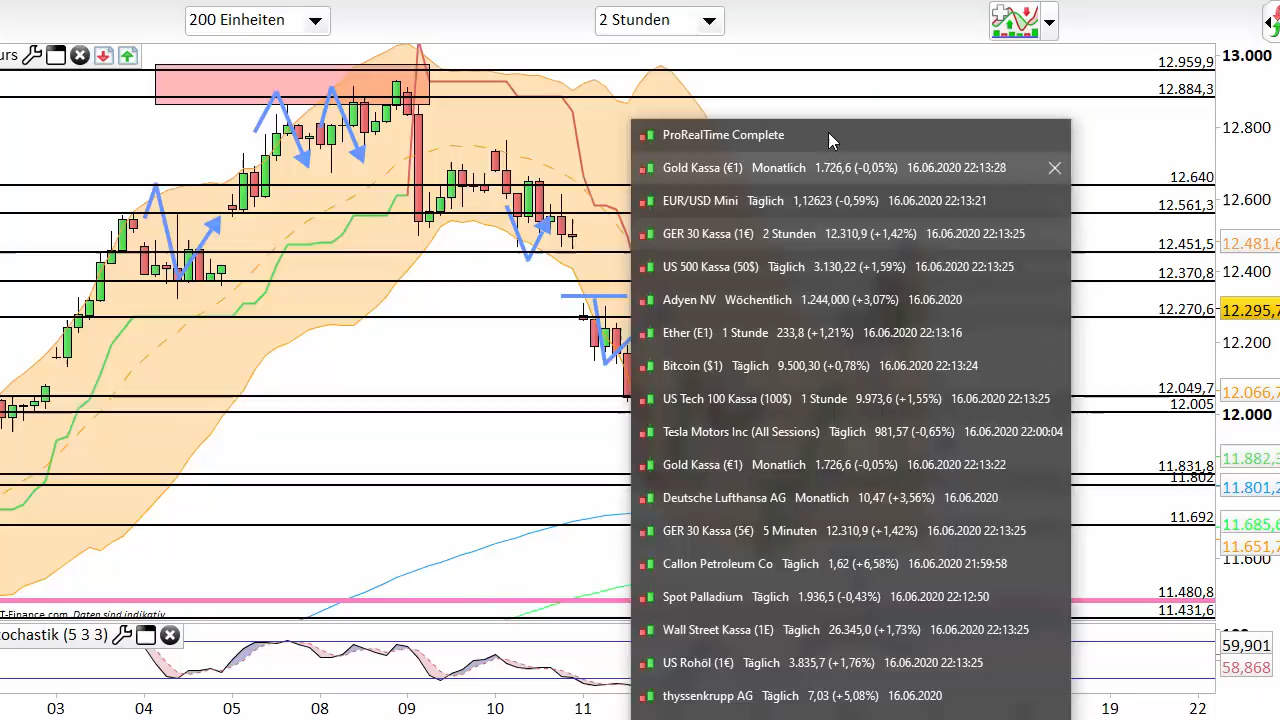 200 Einheiten
2 Stunden
urs
13.000
12.959,9
12.884,3
12.800
12.640
12.600
12.561,3
12.451,5
12.481,6
12.400
12.370,8
12.270,6
12.295,7
12.200
12.049,7
12.066,7
12.005
12.000
11.882,3
11.831,8
11.802
11.801,2
11.692
11.685,6
11.651,7
11.600
11.480,8
11.431,6
ProRealTime Complete
Gold Kassa (€1) Monatlich 1.726,6 (-0,05%) 16.06.2020 22:13:28
EUR/USD Mini Täglich 1,12623 (-0,59%) 16.06.2020 22:13:21
GER 30 Kassa (1€) 2 Stunden 12.310,9 (+1,42%) 16.06.2020 22:13:25
US 500 Kassa (50$) Täglich 3.130,22 (+1,59%) 16.06.2020 22:13:25
Adyen NV Wöchentlich 1.244,000 (+3,07%) 16.06.2020
Ether (E1) 1 Stunde 233,8 (+1,21%) 16.06.2020 22:13:16
Bitcoin ($1) Täglich 9.500,30 (+0,78%) 16.06.2020 22:13:24
US Tech 100 Kassa (100$) 1 Stunde 9.973,6 (+1,55%) 16.06.2020 22:13:25
Tesla Motors Inc (All Sessions) Täglich 981,57 (-0,65%) 16.06.2020 22:00:04
Gold Kassa (€1) Monatlich 1.726,6 (-0,05%) 16.06.2020 22:13:22
Deutsche Lufthansa AG Monatlich 10,47 (+3,56%) 16.06.2020
GER 30 Kassa (5€) 5 Minuten 12.310,9 (+1,42%) 16.06.2020 22:13:25
Callon Petroleum Co Täglich 1,62 (+6,58%) 16.06.2020 21:59:58
Spot Palladium Täglich 1.936,5 (-0,43%) 16.06.2020 22:12:50
Wall Street Kassa (1E) Täglich 26.345,0 (+1,73%) 16.06.2020 22:13:25
US Rohöl (1€) Täglich 3.835,7 (+1,76%) 16.06.2020 22:13:25
thyssenkrupp AG Täglich 7,03 (+5,08%) 16.06.2020
T-Finance.com Daten sind indikativ
tochastik (5 3 3)
59,901
58,868
03 04 05 08 09 10 11 19 22